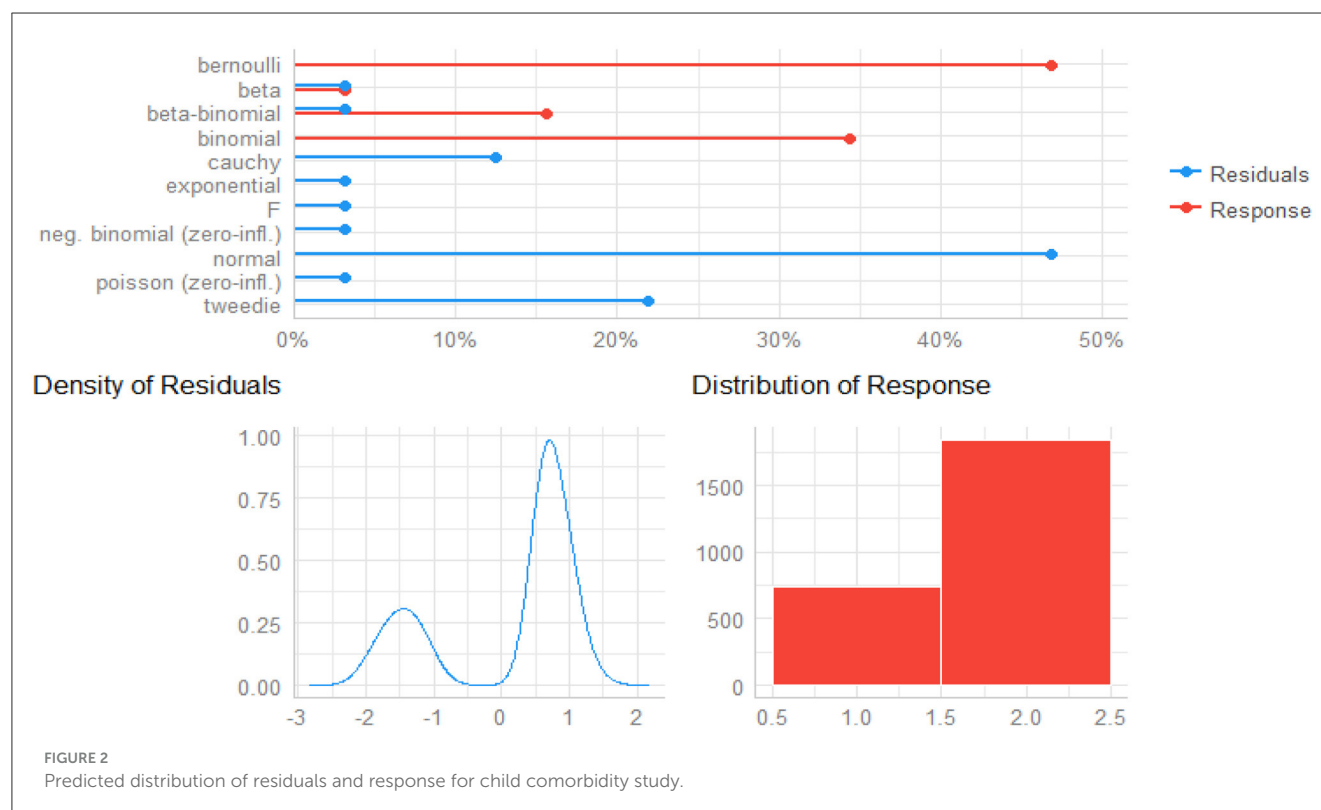 bernoulli
beta
beta-binomial
binomial
cauchy
exponential
F
neg. binomial (zero-infl.)
normal
poisson (zero-infl.)
tweedie
0% 10% 20% 30% 40% 50%
Residuals
Response
Density of Residuals
1.00
0.75
0.50
0.25
0.00
-3 -2 -1 0 1 2
Distribution of Response
1500
1000
500
0
0.5 1.0 1.5 2.0 2.5
FIGURE 2
Predicted distribution of residuals and response for child comorbidity study.